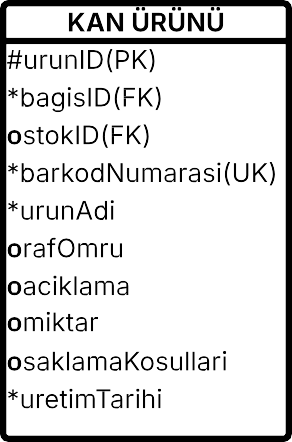 KAN ÜRÜNÜ
#urunID(PK)
*bagisID(FK)
ostokID(FK)
*barkodNumarasi(UK)
*urunAdi
orafOmru
oaciklama
omiktar
osaklamaKosullari
*uretimTarihi